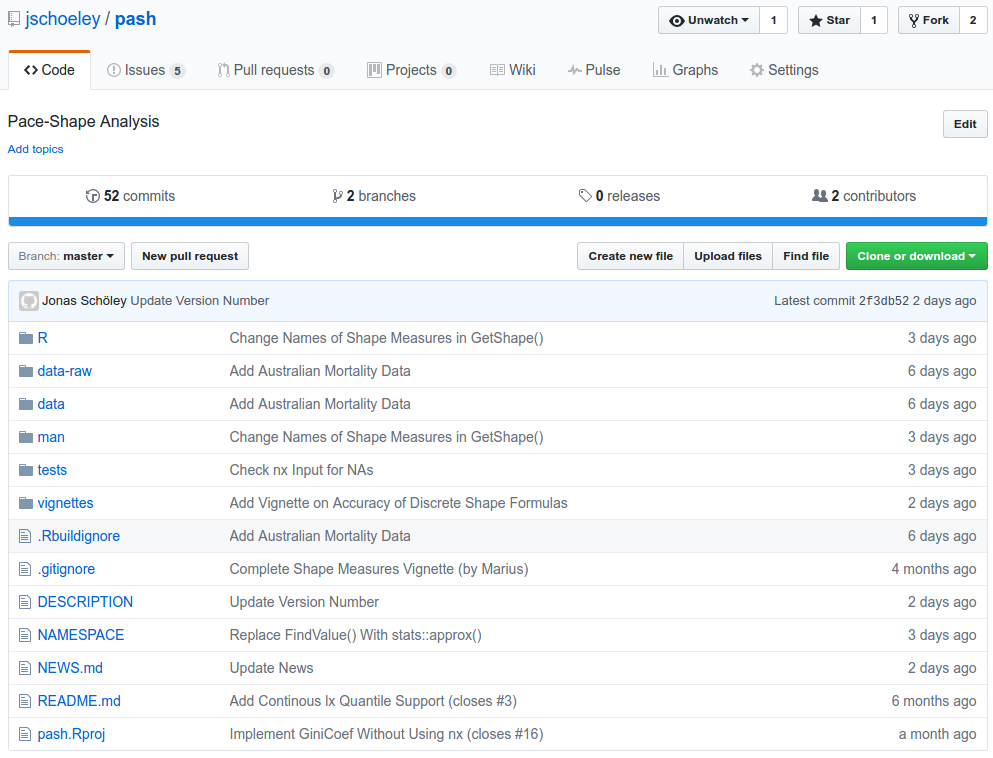 jschoeley / pash Unwatch 1 Star 1 Fork 2
Code Issues 5 Pull requests 0 Projects 0 Wiki Pulse Graphs Settings
Pace-Shape Analysis Edit
Add topics
52 commits 2 branches 0 releases 2 contributors
Branch: master New pull request Create new file Upload files Find file Clone or download
Jonas Schöley Update Version Number Latest commit 2f3db52 2 days ago
R Change Names of Shape Measures in GetShape() 3 days ago
data-raw Add Australian Mortality Data 6 days ago
data Add Australian Mortality Data 6 days ago
man Change Names of Shape Measures in GetShape() 3 days ago
tests Check nx Input for NAs 3 days ago
vignettes Add Vignette on Accuracy of Discrete Shape Formulas 2 days ago
.Rbuildignore Add Australian Mortality Data 6 days ago
.gitignore Complete Shape Measures Vignette (by Marius) 4 months ago
DESCRIPTION Update Version Number 2 days ago
NAMESPACE Replace FindValue() With stats::approx() 3 days ago
NEWS.md Update News 2 days ago
README.md Add Continous lx Quantile Support (closes #3) 6 months ago
pash.Rproj Implement GiniCoef Without Using nx (closes #16) a month ago